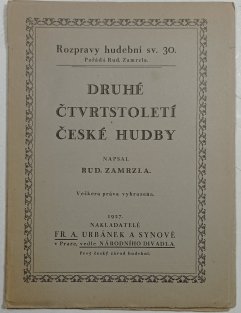 Rozpravy hudební sv. 30.
Pořádá Rud. Zamrzla.
DRUHÉ
ČTVRTSTOLETÍ
ČESKÉ HUDBY
NAPSAL
RUD. ZAMRZLA.
Veškerá práva vyhrazena.
1927.
NAKLADATELÉ
FR. A. URBÁNEK A SYNOVÉ
v Praze, vedle NÁRODNÍHO DIVADLA.
První český závod hudební.